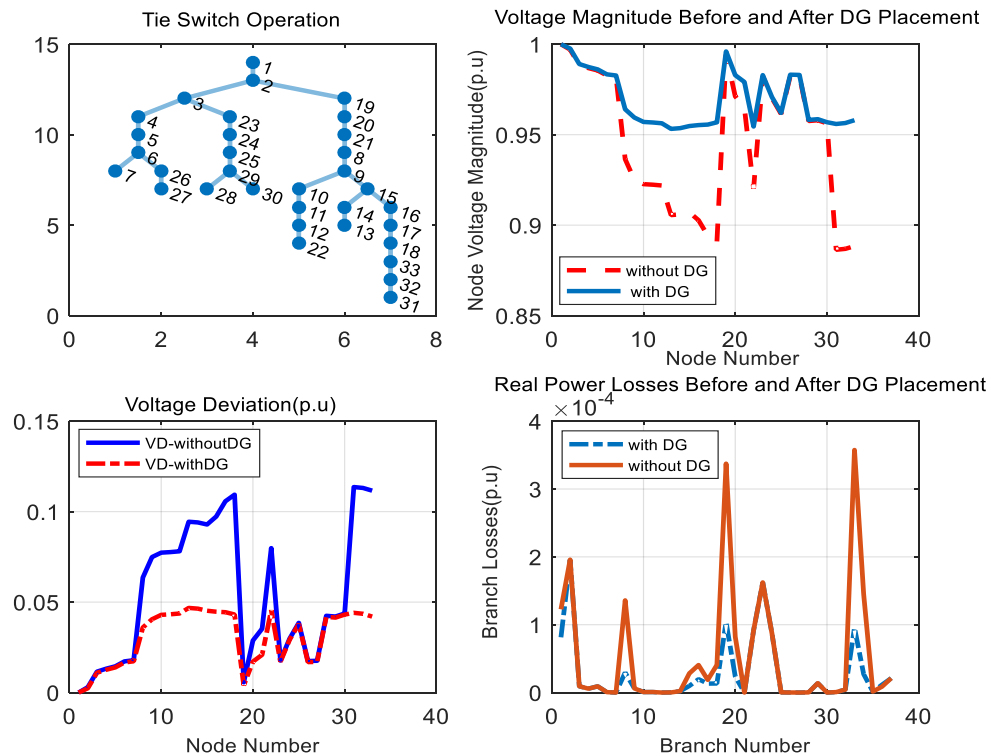 Tie Switch Operation
15
10
5
0
0 2 4 6 8
1
2
3
19
4
23
20
5
24
21
6
25
8
7
26
29
9
27
28
30
10
15
11
14
16
12
13
17
22
18
33
32
31
Voltage Magnitude Before and After DG Placement
Node Voltage Magnitude(p.u)
1
0.95
0.9
0.85
without DG
with DG
0 10 20 30 40
Node Number
Voltage Deviation(p.u)
0.15
0.1
0.05
0
VD-withoutDG
VD-withDG
0 10 20 30 40
Node Number
Real Power Losses Before and After DG Placement
×10-4
Branch Losses(p.u)
4
3
2
1
0
with DG
without DG
0 10 20 30 40
Branch Number